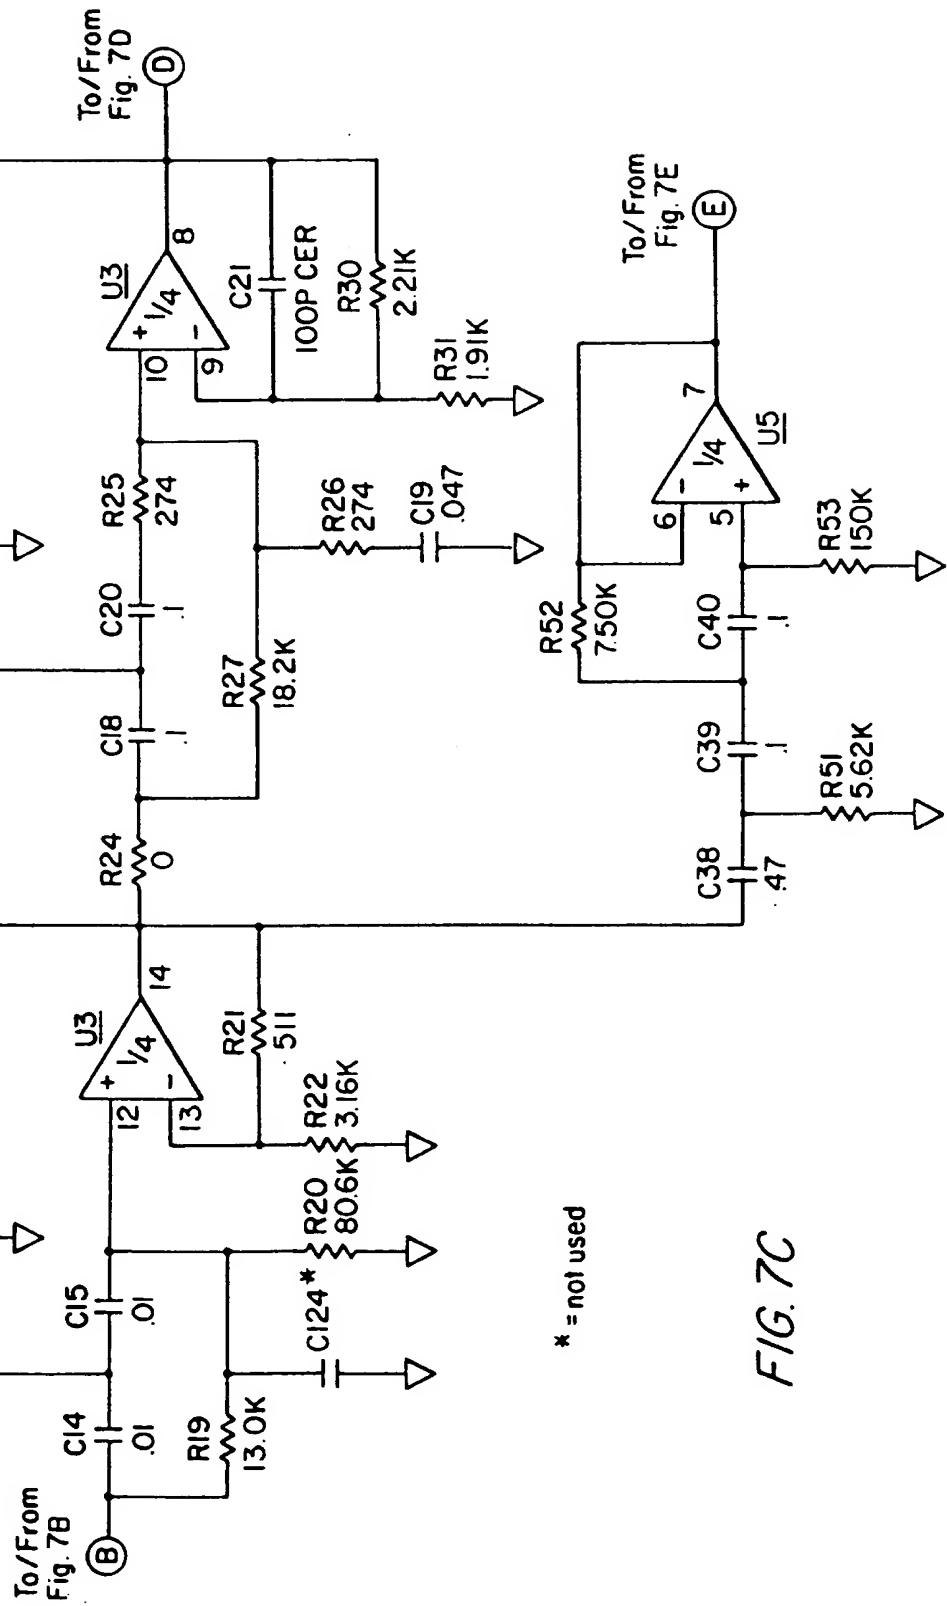 To/From
Fig. 7B
B
C14
.01
C15
.01
R19
13.0K
C124*
R20
80.6K
12
13
+
-
1/4
U3
14
R22
3.16K
R21
511
R24
0
C18
.1
C20
.1
R25
274
R27
18.2K
R26
274
C19
.047
10
9
+
-
1/4
U3
8
C21
100P CER
R30
2.21K
R31
1.91K
To/From
Fig. 7D
D
C38
.47
R51
5.62K
C39
.1
C40
.1
R52
7.50K
R53
150K
6
5
-
+
1/4
U5
7
To/From
Fig. 7E
E
* = not used
FIG. 7C